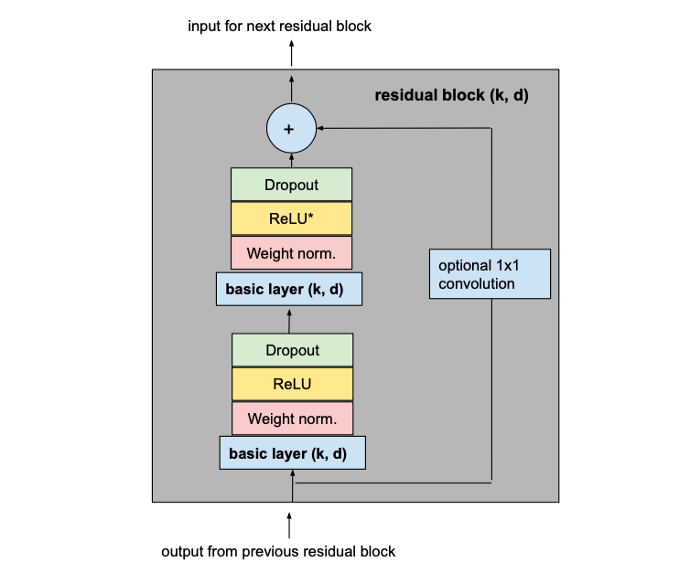 input for next residual block
residual block (k, d)
+
Dropout
ReLU*
Weight norm.
basic layer (k, d)
optional 1x1
convolution
Dropout
ReLU
Weight norm.
basic layer (k, d)
output from previous residual block